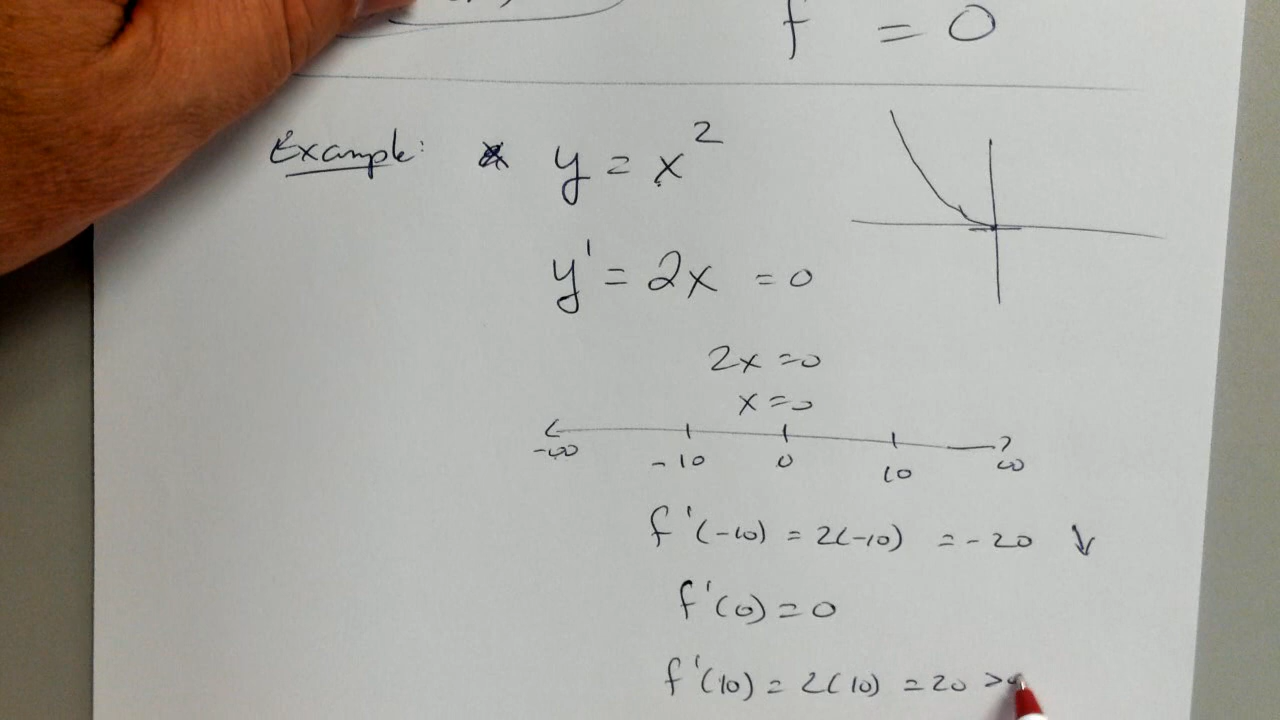 f = 0
Example: y = x²
y' = 2x = 0
2x = 0
x = 0
-∞ -10 0 10 ∞
f'(-10) = 2(-10) = -20 ↓
f'(0) = 0
f'(10) = 2(10) = 20 >